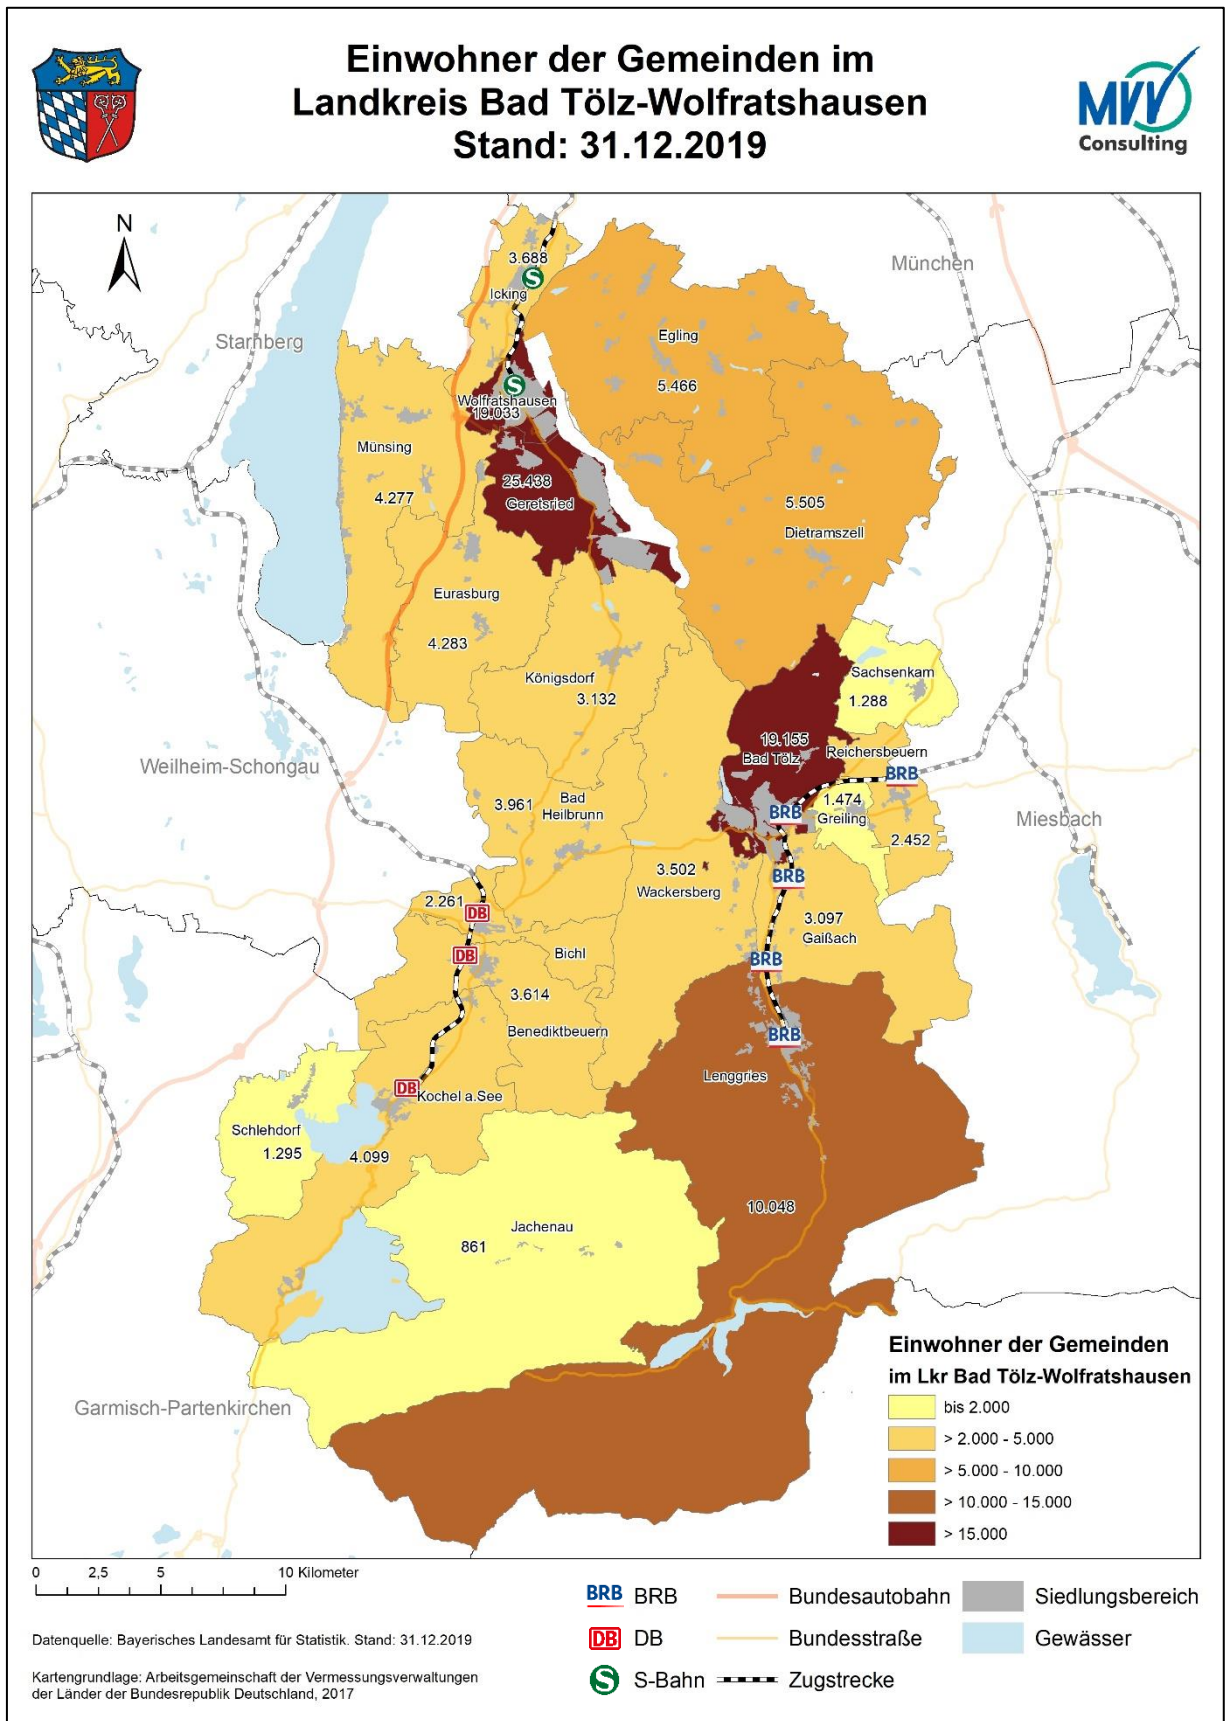 Einwohner der Gemeinden im
Landkreis Bad Tölz-Wolfratshausen
Stand: 31.12.2019
MVV
Consulting
N
München
Starnberg
3.688
S
Icking
Egling
5.466
S
Wolfratshausen
19.033
Münsing
4.277
25.438
Geretsried
5.505
Dietramszell
Eurasburg
4.283
Königsdorf
3.132
Sachsenkam
1.288
19.155
Bad Tölz
Reichersbeuern
BRB
Weilheim-Schongau
3.961
Bad
Heilbrunn
BRB
1.474
Greiling
2.452
Miesbach
3.502
Wackersberg
BRB
2.261
DB
3.097
Gaißach
DB
Bichl
BRB
3.614
Benediktbeuern
BRB
Lenggries
DB
Kochel a.See
Schlehdorf
1.295
4.099
10.048
Jachenau
861
Garmisch-Partenkirchen
Einwohner der Gemeinden
im Lkr Bad Tölz-Wolfratshausen
bis 2.000
> 2.000 - 5.000
> 5.000 - 10.000
> 10.000 - 15.000
> 15.000
0 2,5 5 10 Kilometer
BRB BRB Bundesautobahn Siedlungsbereich
DB DB Bundesstraße Gewässer
S S-Bahn Zugstrecke
Datenquelle: Bayerisches Landesamt für Statistik. Stand: 31.12.2019
Kartengrundlage: Arbeitsgemeinschaft der Vermessungsverwaltungen
der Länder der Bundesrepublik Deutschland, 2017